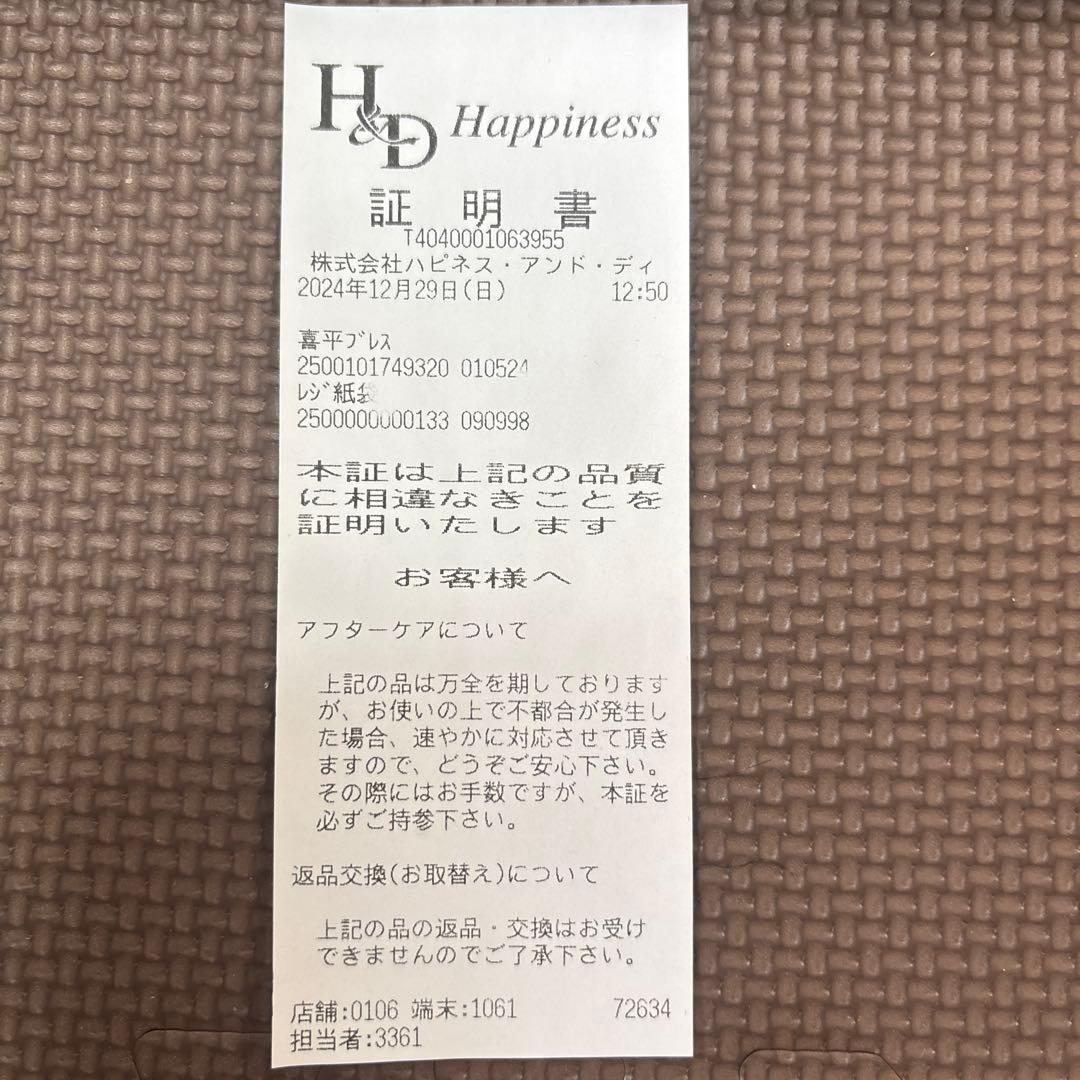 H&D Happiness
証 明 書
T4040001063955
株式会社ハピネス・アンド・ディ
2024年12月29日(日) 12:50
喜平ﾌﾞﾚｽ
2500101749320 010524
ﾚｼﾞ紙袋
2500000000133 090998
本証は上記の品質
に相違なきことを
証明いたします
お客様へ
アフターケアについて
上記の品は万全を期しております
が、お使いの上で不都合が発生し
た場合、速やかに対応させて頂き
ますので、どうぞご安心下さい。
その際にはお手数ですが、本証を
必ずご持参下さい。
返品交換(お取替え)について
上記の品の返品・交換はお受け
できませんのでご了承下さい。
店舗:0106 端末:1061 72634
担当者:3361